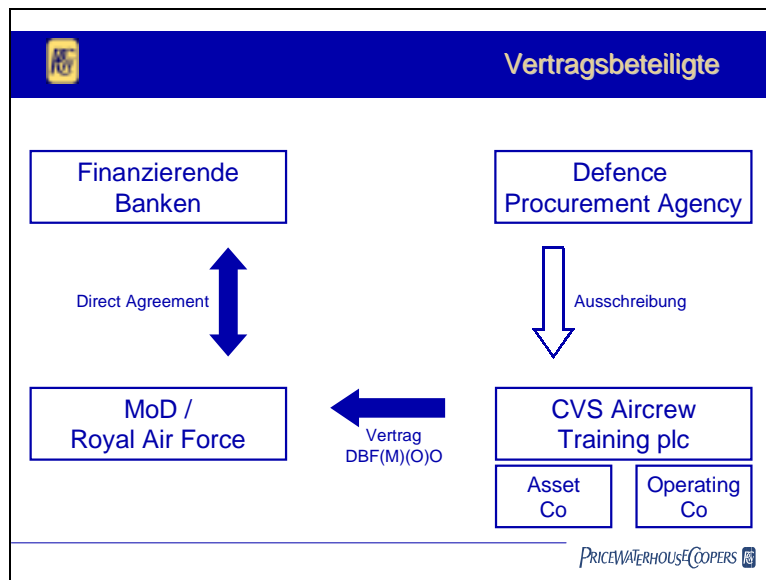 Vertragsbeteiligte
Finanzierende
Banken
Defence
Procurement Agency
Direct Agreement
Ausschreibung
MoD /
Royal Air Force
Vertrag
DBF(M)(O)O
CVS Aircrew
Training plc
Asset
Co
Operating
Co
PRICEWATERHOUSECOOPERS